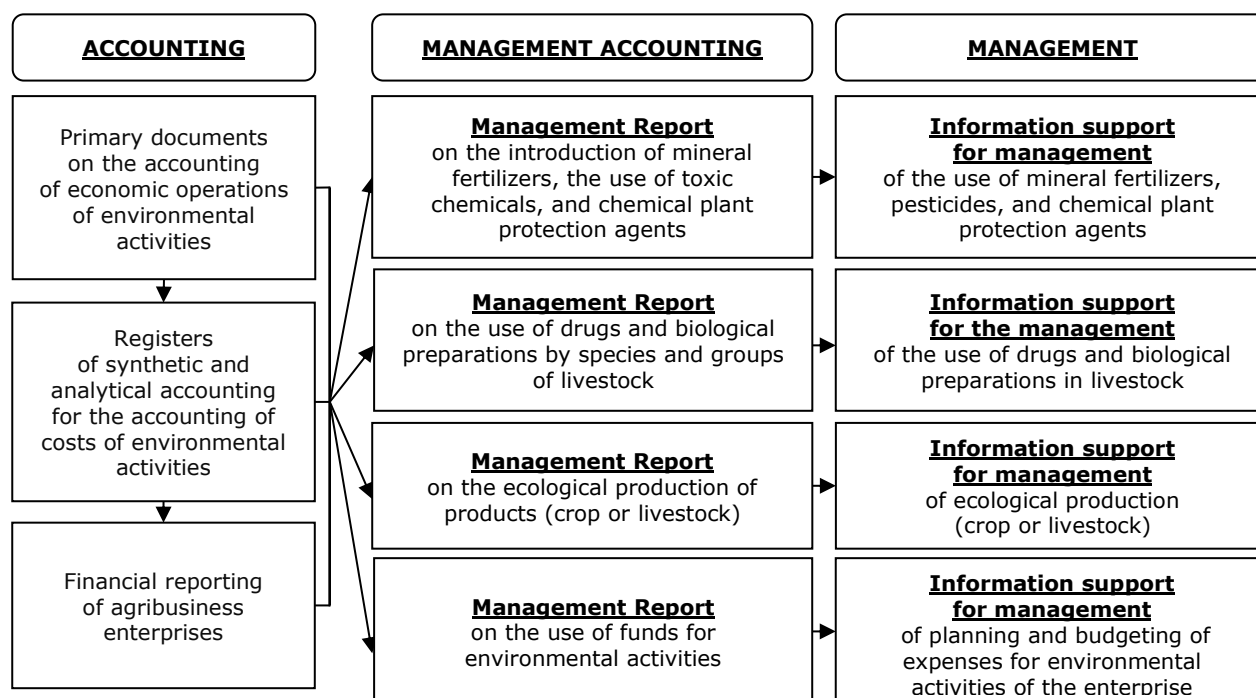 ACCOUNTING
Primary documents
on the accounting
of economic operations
of environmental
activities
Registers
of synthetic and
analytical accounting
for the accounting of
costs of environmental
activities
Financial reporting
of agribusiness
enterprises
MANAGEMENT ACCOUNTING
Management Report
on the introduction of mineral
fertilizers, the use of toxic
chemicals, and chemical plant
protection agents
Management Report
on the use of drugs and biological
preparations by species and groups
of livestock
Management Report
on the ecological production of
products (crop or livestock)
Management Report
on the use of funds for
environmental activities
MANAGEMENT
Information support
for management
of the use of mineral fertilizers,
pesticides, and chemical plant
protection agents
Information support
for the management
of the use of drugs and biological
preparations in livestock
Information support
for management
of ecological production
(crop or livestock)
Information support
for management
of planning and budgeting of
expenses for environmental
activities of the enterprise